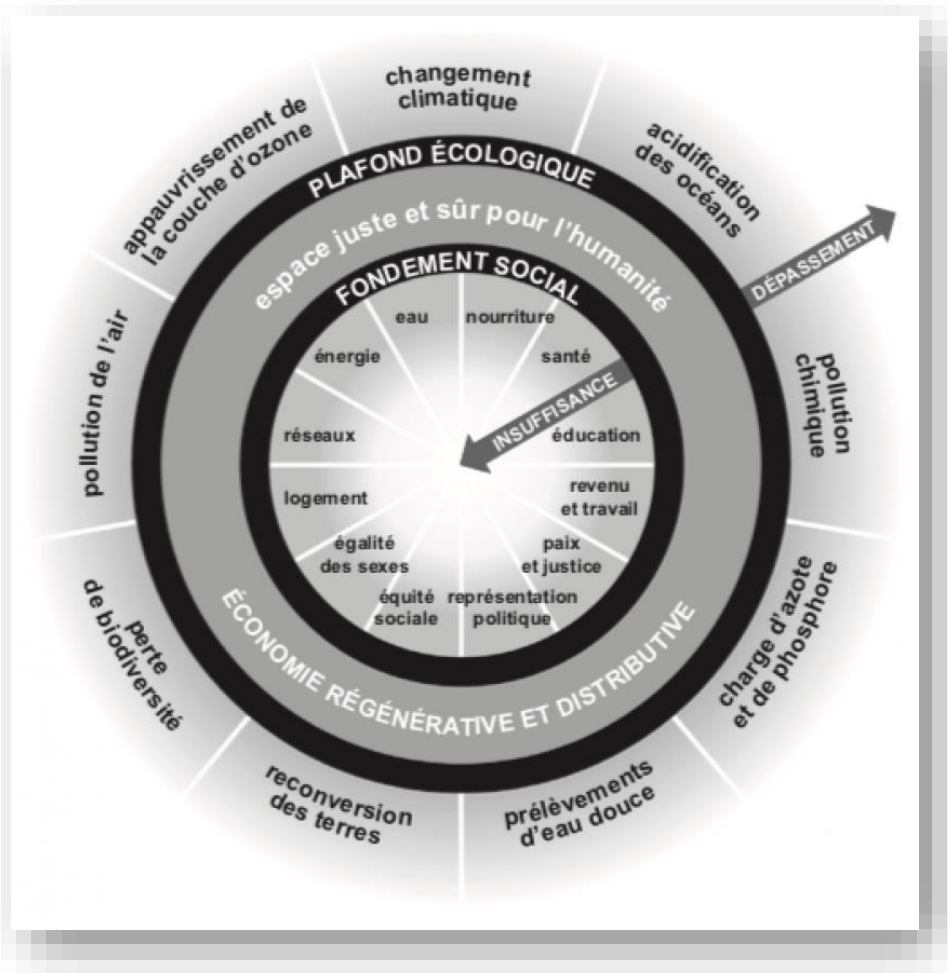 changement
climatique
acidification
des océans
DÉPASSEMENT
pollution
chimique
charge d'azote
et de phosphore
prélèvements
d'eau douce
reconversion
des terres
perte
de biodiversité
pollution de l'air
appauvrissement de
la couche d'ozone
PLAFOND ÉCOLOGIQUE
espace juste et sûr pour l'humanité
FONDEMENT SOCIAL
eau
nourriture
énergie
santé
INSUFFISANCE
réseaux
éducation
logement
revenu
et travail
égalité
des sexes
paix
et justice
équité
sociale
représentation
politique
ÉCONOMIE RÉGÉNÉRATIVE ET DISTRIBUTIVE